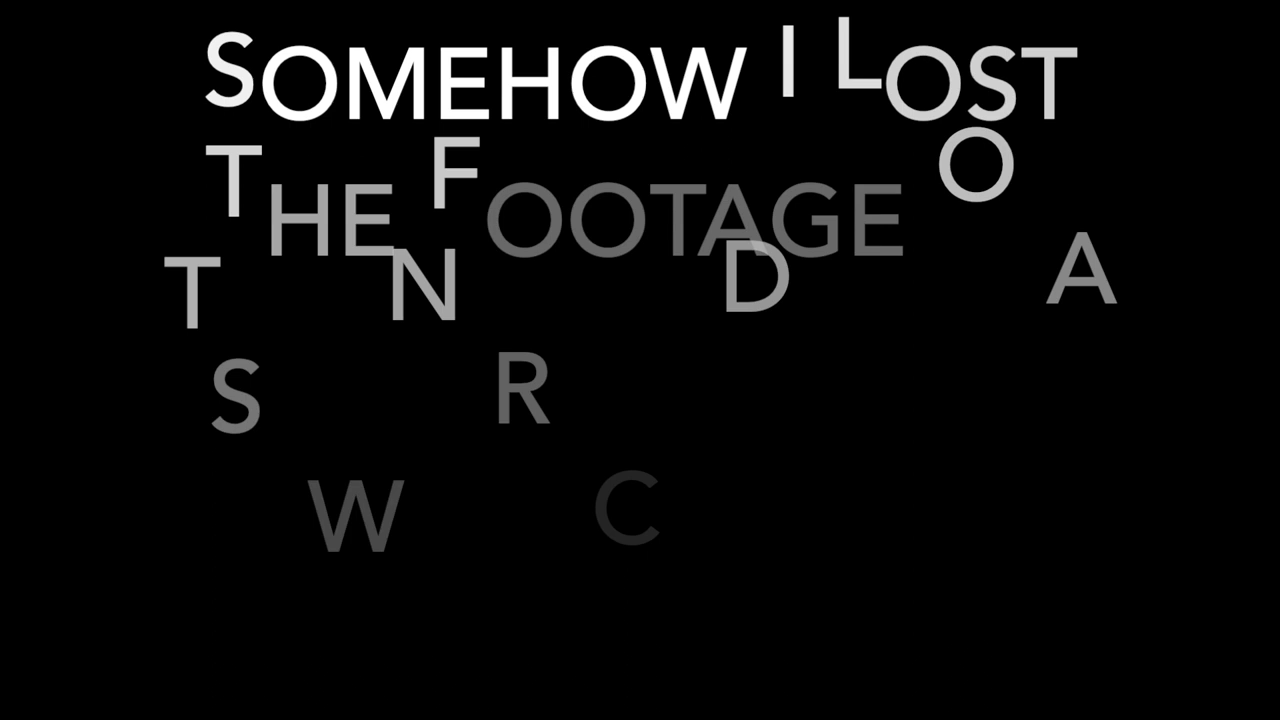 SOMEHOW I LOST
THE FOOTAGE O
T N D A
S R
W C